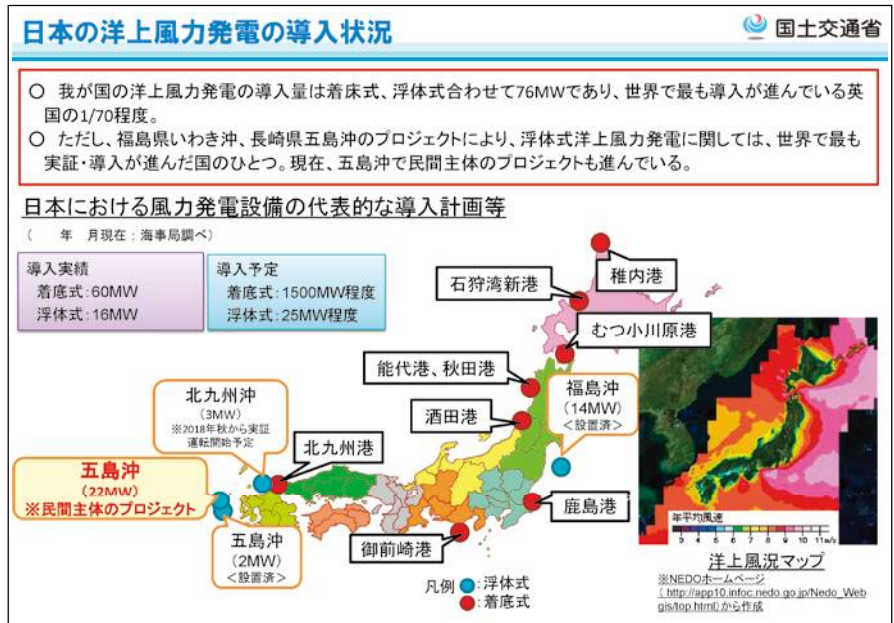 日本の洋上風力発電の導入状況
国土交通省
○ 我が国の洋上風力発電の導入量は着床式、浮体式合わせて76MWであり、世界で最も導入が進んでいる英
国の1/70程度。
○ ただし、福島県いわき沖、長崎県五島沖のプロジェクトにより、浮体式洋上風力発電に関しては、世界で最も
実証・導入が進んだ国のひとつ。現在、五島沖で民間主体のプロジェクトも進んでいる。
日本における風力発電設備の代表的な導入計画等
(　　年　月現在：海事局調べ)
導入実績
着底式：60MW
浮体式：16MW
導入予定
着底式：1500MW程度
浮体式：25MW程度
稚内港
石狩湾新港
むつ小川原港
能代港、秋田港
福島沖
(14MW)
<設置済>
酒田港
北九州沖
(3MW)
※2018年秋から実証
運転開始予定
北九州港
五島沖
(22MW)
※民間主体のプロジェクト
五島沖
(2MW)
<設置済>
御前崎港
鹿島港
凡例 ：浮体式
：着底式
年平均風速
3 4 5 6 7 8 9 10 11m/s
洋上風況マップ
※NEDOホームページ
( http://app10.infoc.nedo.go.jp/Nedo_Web
gis/top.html)から作成